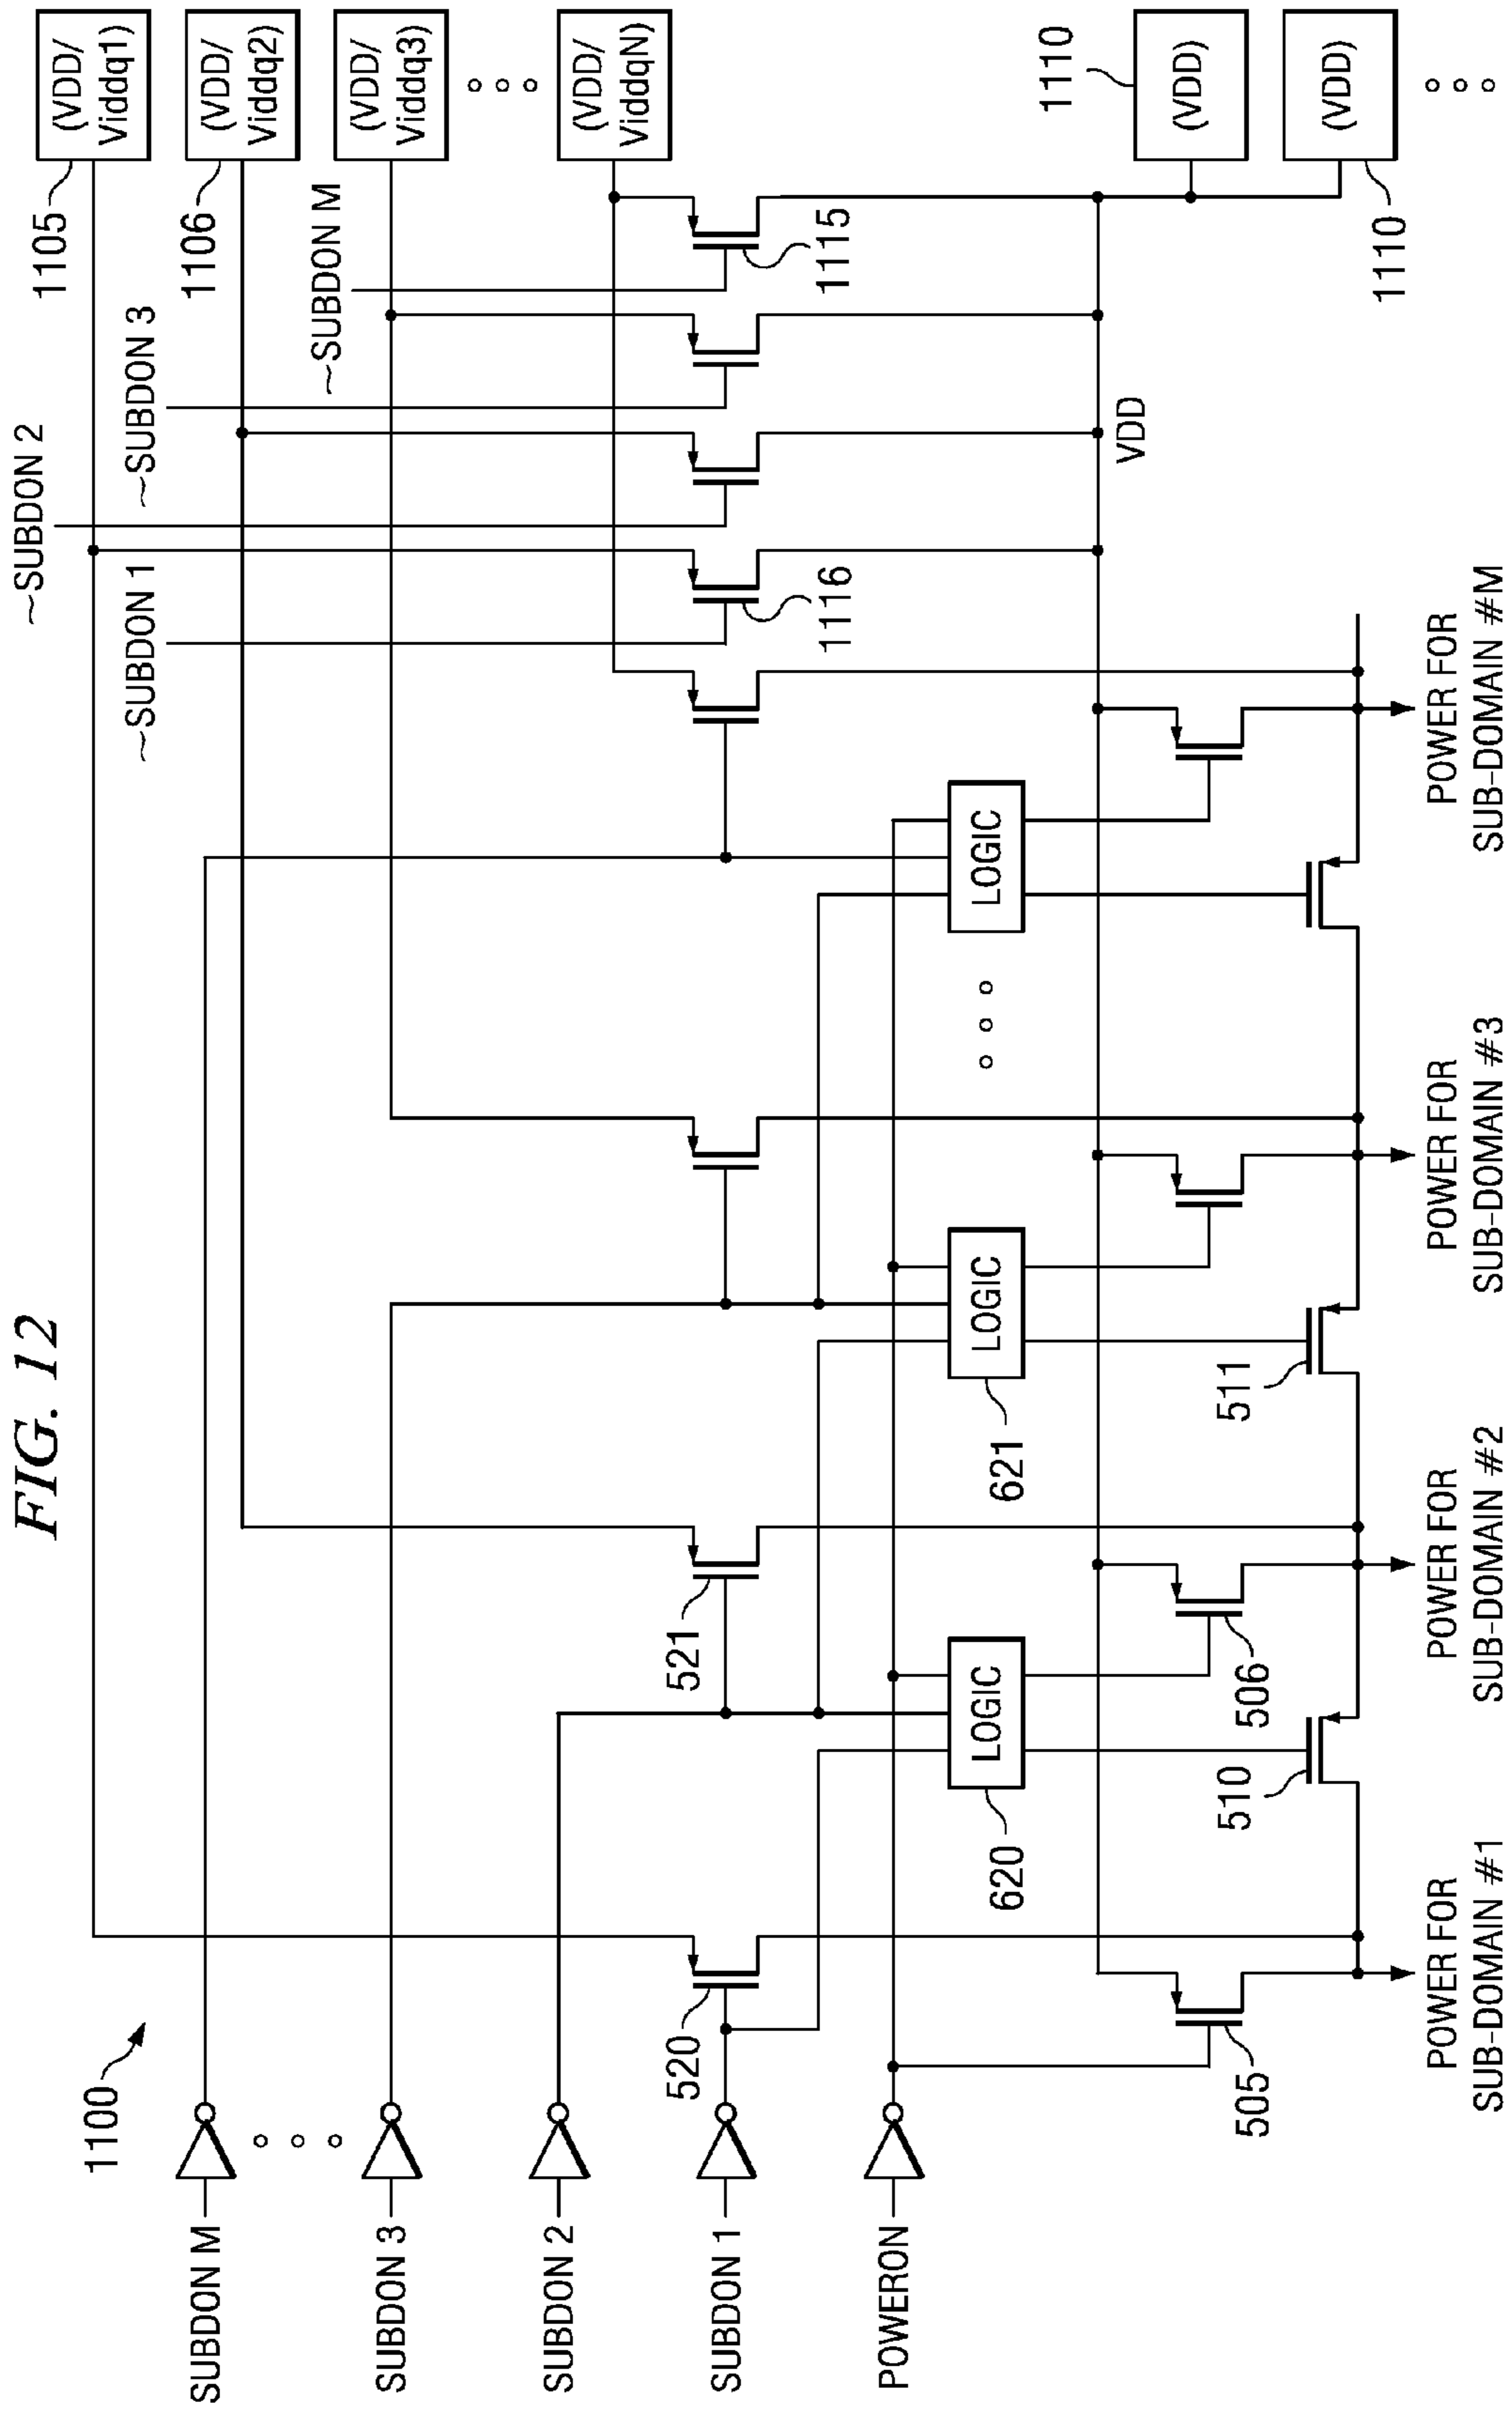 FIG. 12
1100
SUBDON M
SUBDON 3
SUBDON 2
SUBDON 1
POWERON
520
521
505
620
506
510
621
511
LOGIC
LOGIC
LOGIC
~SUBDON 1
~SUBDON 2
~SUBDON 3
~SUBDON M
1116
1115
VDD
1105
(VDD/
Viddq1)
1106
(VDD/
Viddq2)
(VDD/
Viddq3)
(VDD/
ViddqN)
1110
(VDD)
1110
(VDD)
POWER FOR
SUB-DOMAIN #1
POWER FOR
SUB-DOMAIN #2
POWER FOR
SUB-DOMAIN #3
POWER FOR
SUB-DOMAIN #M